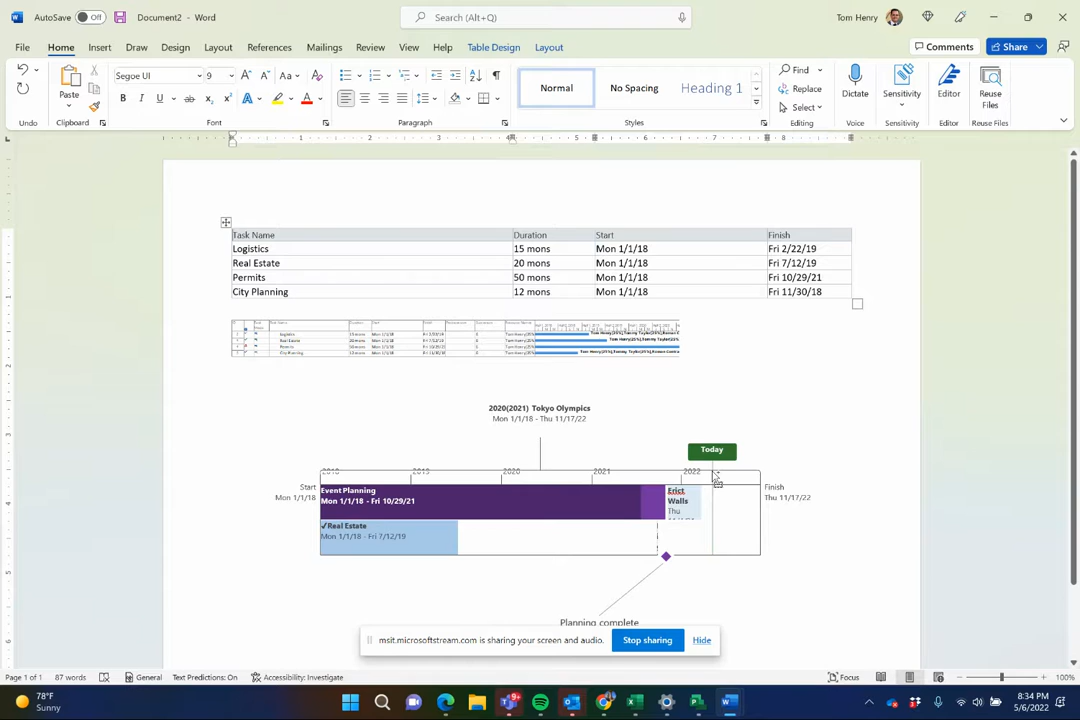 AutoSave Off Document2 - Word Search (Alt+Q) Tom Henry
File Home Insert Draw Design Layout References Mailings Review View Help Table Design Layout Comments Share
Segoe UI 9 Normal No Spacing Heading 1 Find
Replace
Select
Paste Dictate Sensitivity Editor Reuse Files
Undo Clipboard Font Paragraph Styles Editing Voice Sensitivity Editor Reuse Files
Task Name Duration Start Finish
Logistics 15 mons Mon 1/1/18 Fri 2/22/19
Real Estate 20 mons Mon 1/1/18 Fri 7/12/19
Permits 50 mons Mon 1/1/18 Fri 10/29/21
City Planning 12 mons Mon 1/1/18 Fri 11/30/18
2020(2021) Tokyo Olympics
Mon 1/1/18 - Thu 11/17/22
Today
2018 2019 2020 2021 2022
Start
Mon 1/1/18
Event Planning
Mon 1/1/18 - Fri 10/29/21
Erict
Walls
Thu
Finish
Thu 11/17/22
✓Real Estate
Mon 1/1/18 - Fri 7/12/19
Planning complete
msit.microsoftstream.com is sharing your screen and audio. Stop sharing Hide
Page 1 of 1 87 words General Text Predictions: On Accessibility: Investigate Focus 100%
78°F
Sunny
8:34 PM
5/6/2022